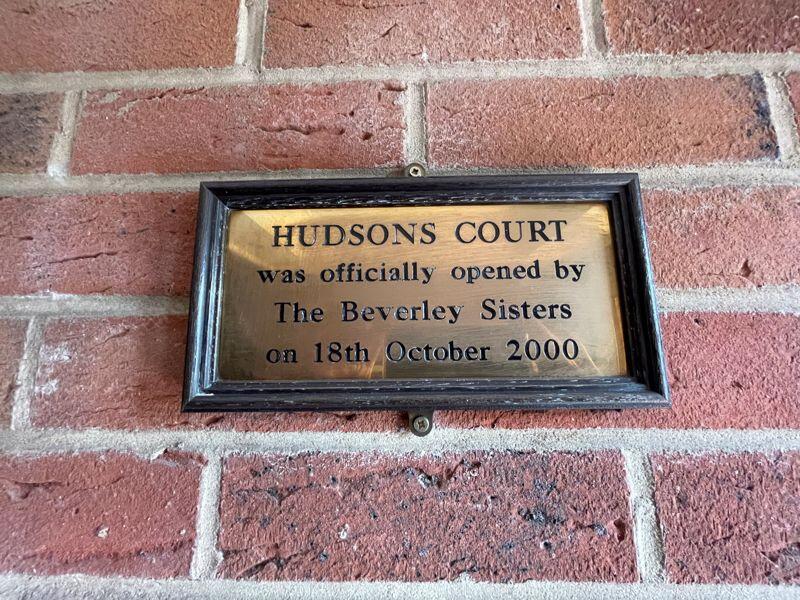 HUDSONS COURT
was officially opened by
The Beverley Sisters
on 18th October 2000